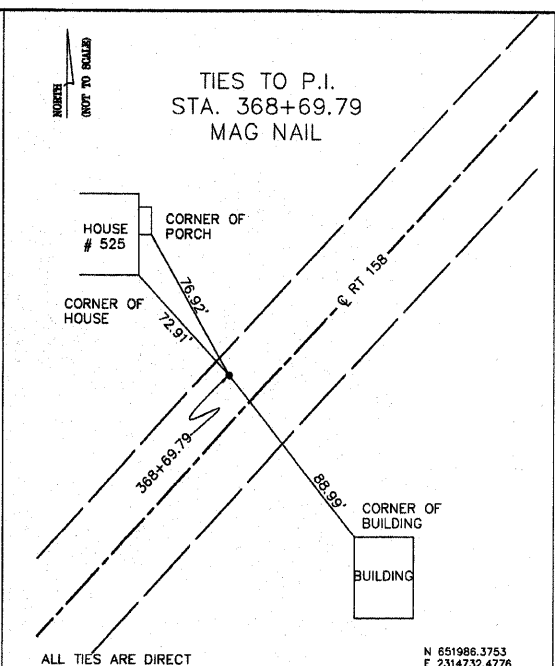 NORTH
(NOT TO SCALE)
TIES TO P.I.
STA. 368+69.79
MAG NAIL
HOUSE
# 525
CORNER OF
PORCH
CORNER OF
HOUSE
76.92'
72.91'
℄ RT 158
368+69.79
88.99'
CORNER OF
BUILDING
BUILDING
ALL TIES ARE DIRECT
N 651986.3753
E 2314732.4776